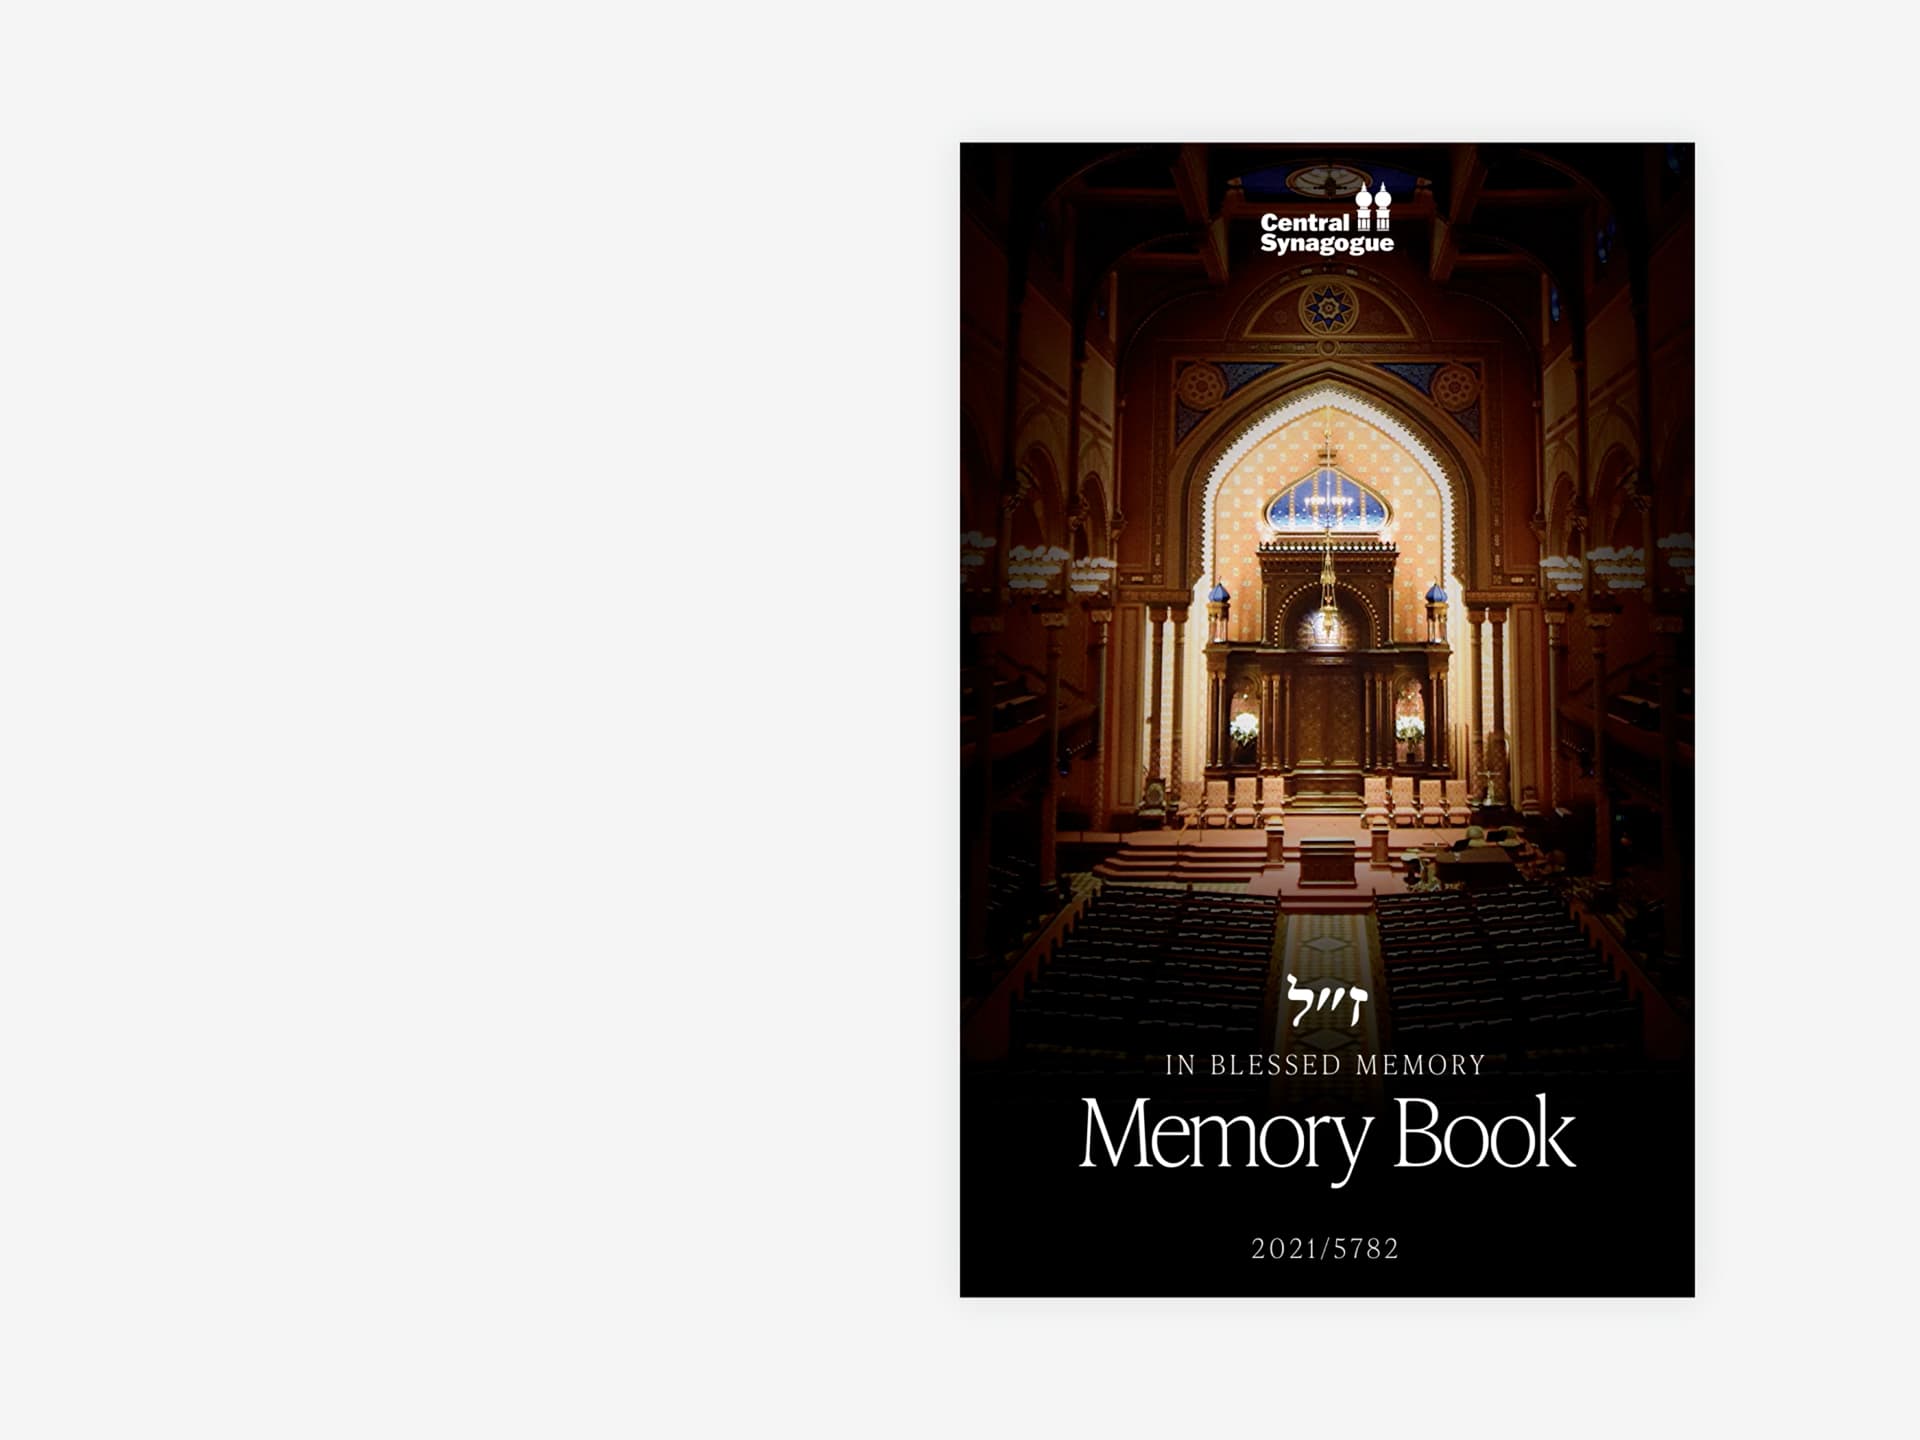 Central
Synagogue
ז״ל
IN BLESSED MEMORY
Memory Book
2021/5782